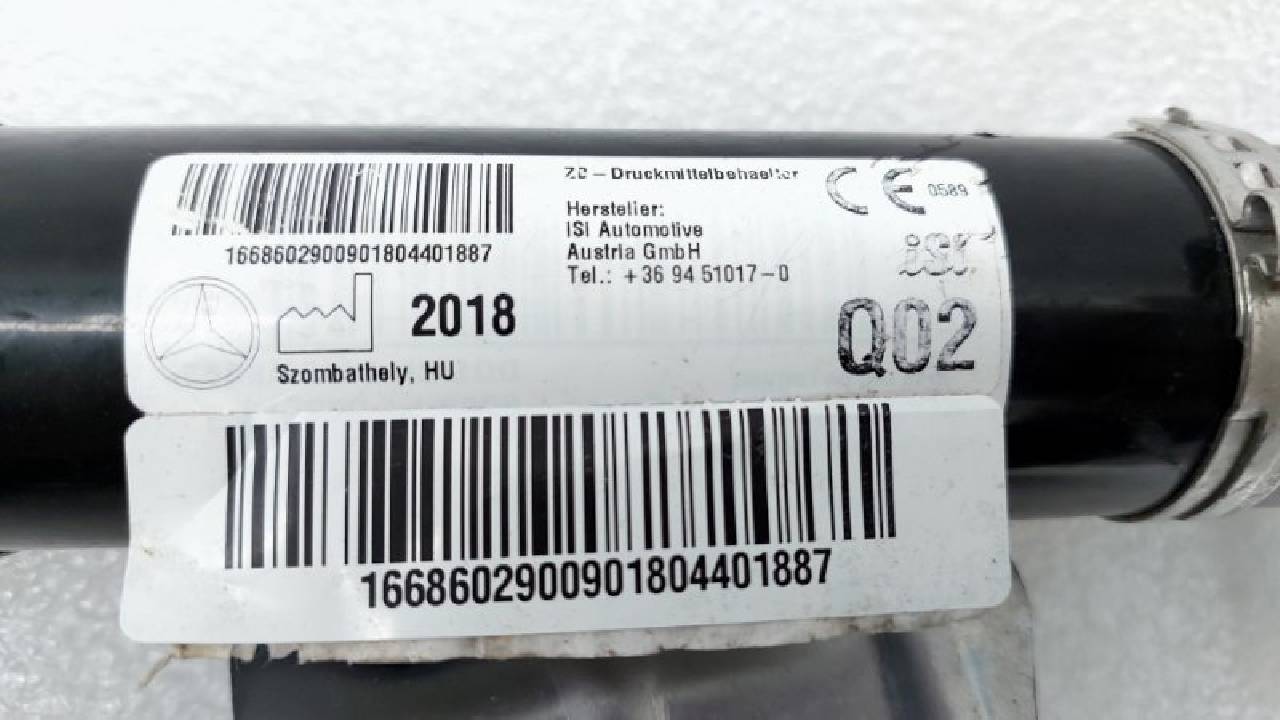 ZC - Druckmittelbehaelter
1668602900901804401887
Hersteller:
ISI Automotive
Austria GmbH
Tel.: +36 94 51017-0
CE 0589
iSi
2018
Q02
Szombathely, HU
1668602900901804401887